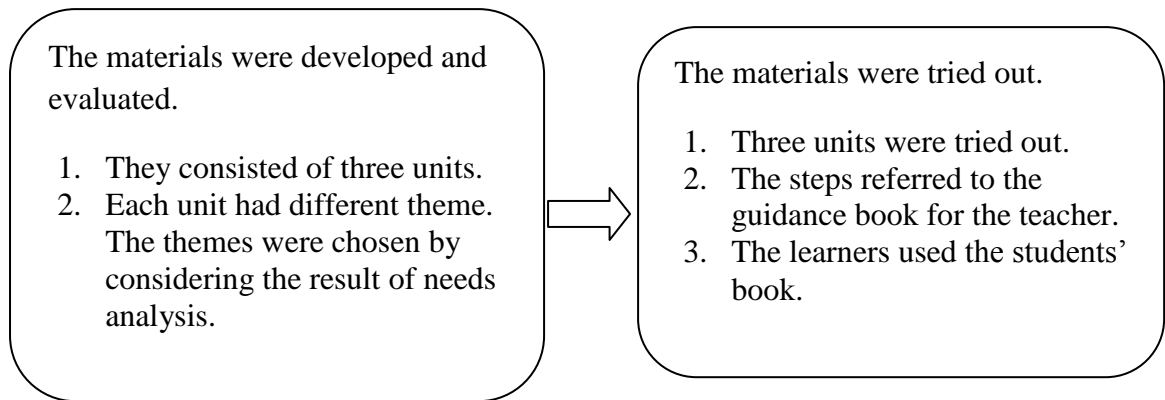 The materials were developed and
evaluated.
1. They consisted of three units.
2. Each unit had different theme.
The themes were chosen by
considering the result of needs
analysis.
The materials were tried out.
1. Three units were tried out.
2. The steps referred to the
guidance book for the teacher.
3. The learners used the students’
book.